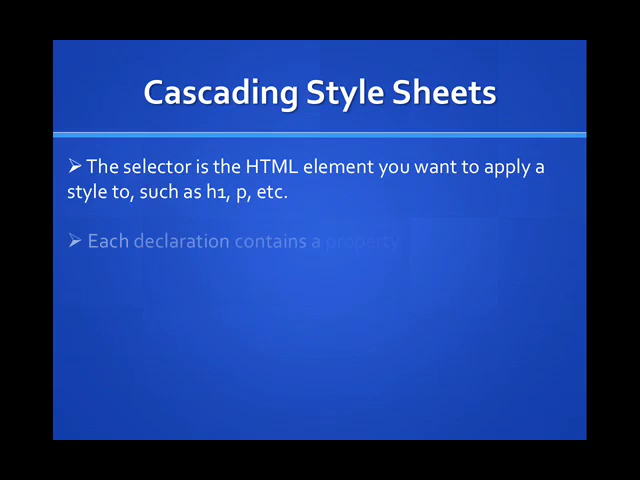 Cascading Style Sheets
➢ The selector is the HTML element you want to apply a
style to, such as h1, p, etc.
➢ Each declaration contains a property